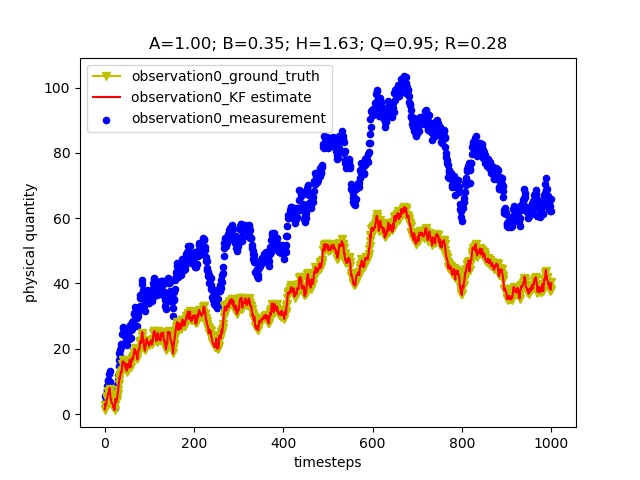 A=1.00; B=0.35; H=1.63; Q=0.95; R=0.28
observation0_ground_truth
observation0_KF estimate
observation0_measurement
100
80
60
40
20
0
physical quantity
0 200 400 600 800 1000
timesteps